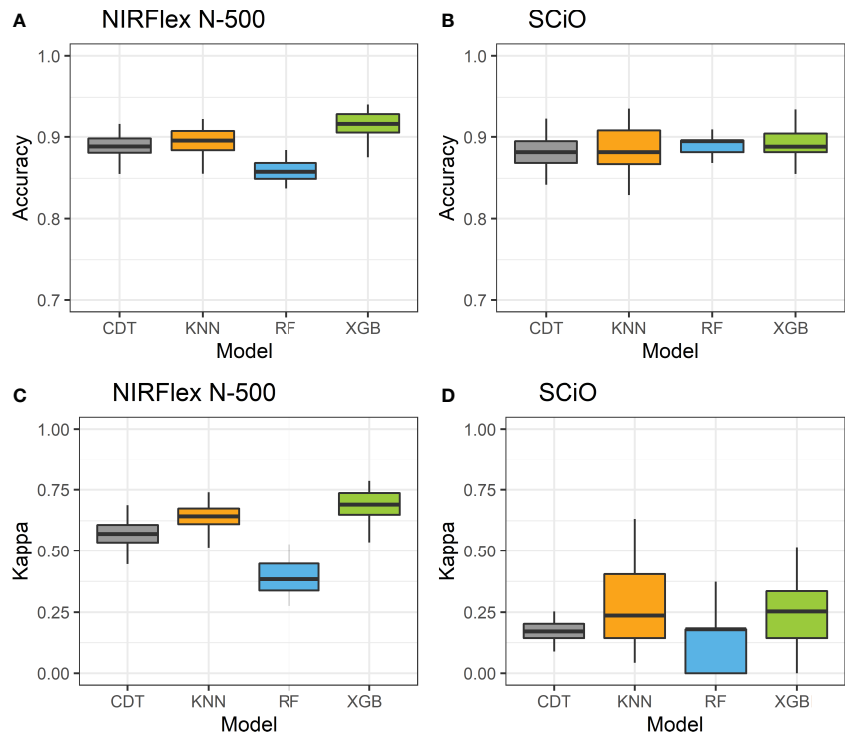 A NIRFlex N-500
1.0
0.9
0.8
0.7
Accuracy
CDT KNN RF XGB
Model
B SCiO
1.0
0.9
0.8
0.7
Accuracy
CDT KNN RF XGB
Model
C NIRFlex N-500
1.00
0.75
0.50
0.25
0.00
Kappa
CDT KNN RF XGB
Model
D SCiO
1.00
0.75
0.50
0.25
0.00
Kappa
CDT KNN RF XGB
Model